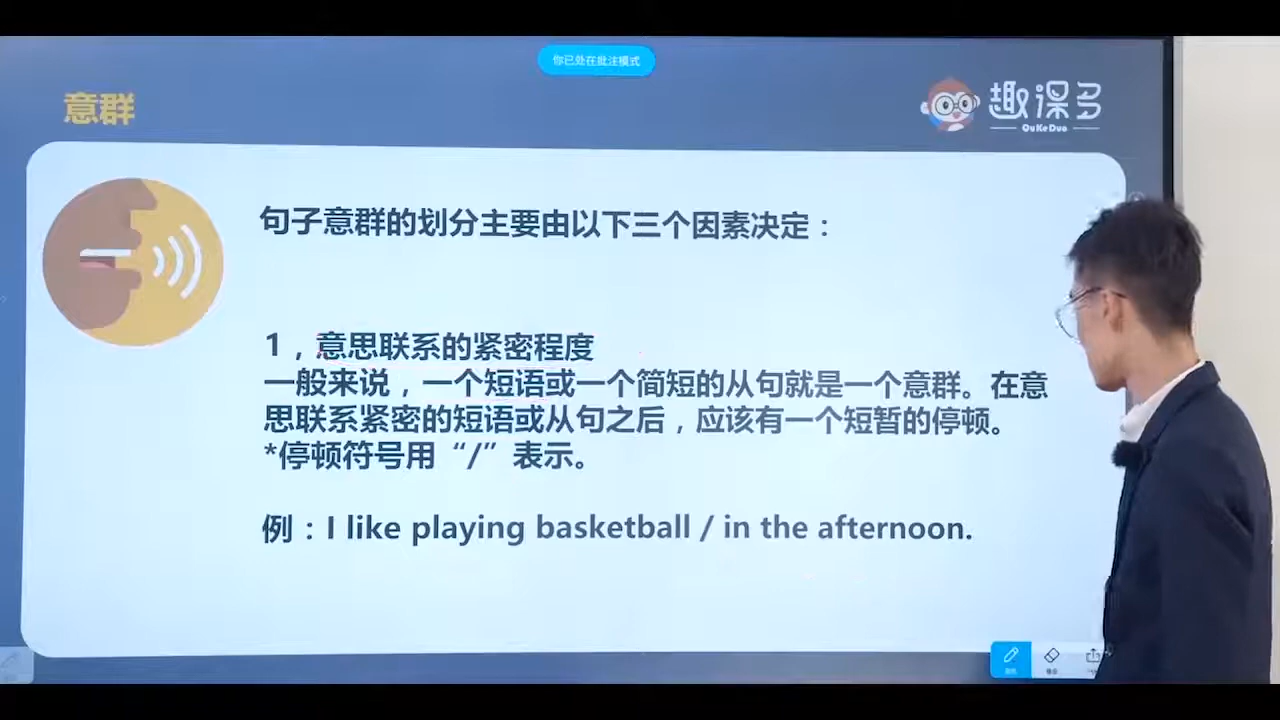 你已处在批注模式
意群
趣课多
QuKeDuo
句子意群的划分主要由以下三个因素决定：
1，意思联系的紧密程度
一般来说，一个短语或一个简短的从句就是一个意群。在意
思联系紧密的短语或从句之后，应该有一个短暂的停顿。
*停顿符号用“/”表示。
例：I like playing basketball / in the afternoon.